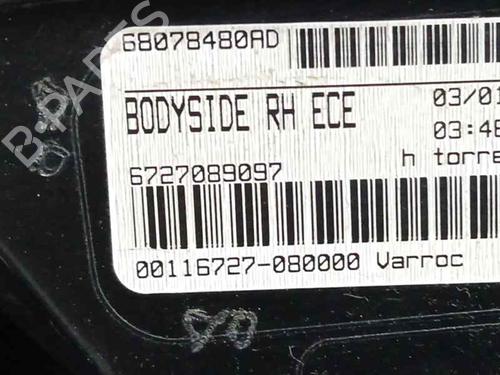 68078480AD
BODYSIDE RH ECE
03/01
03:48
6727089097
h torre
00116727-080000 Varroc
B-PARTS